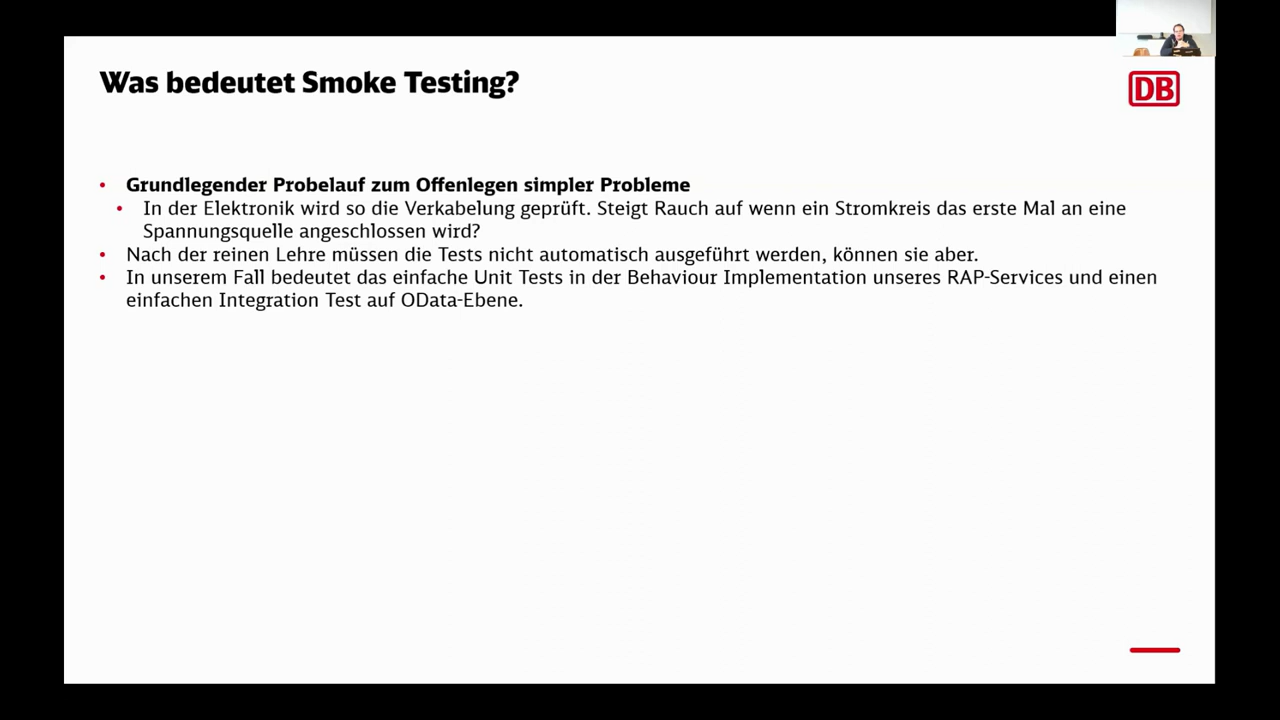 Was bedeutet Smoke Testing?
DB
Grundlegender Probelauf zum Offenlegen simpler Probleme
In der Elektronik wird so die Verkabelung geprüft. Steigt Rauch auf wenn ein Stromkreis das erste Mal an eine
Spannungsquelle angeschlossen wird?
Nach der reinen Lehre müssen die Tests nicht automatisch ausgeführt werden, können sie aber.
In unserem Fall bedeutet das einfache Unit Tests in der Behaviour Implementation unseres RAP-Services und einen
einfachen Integration Test auf OData-Ebene.